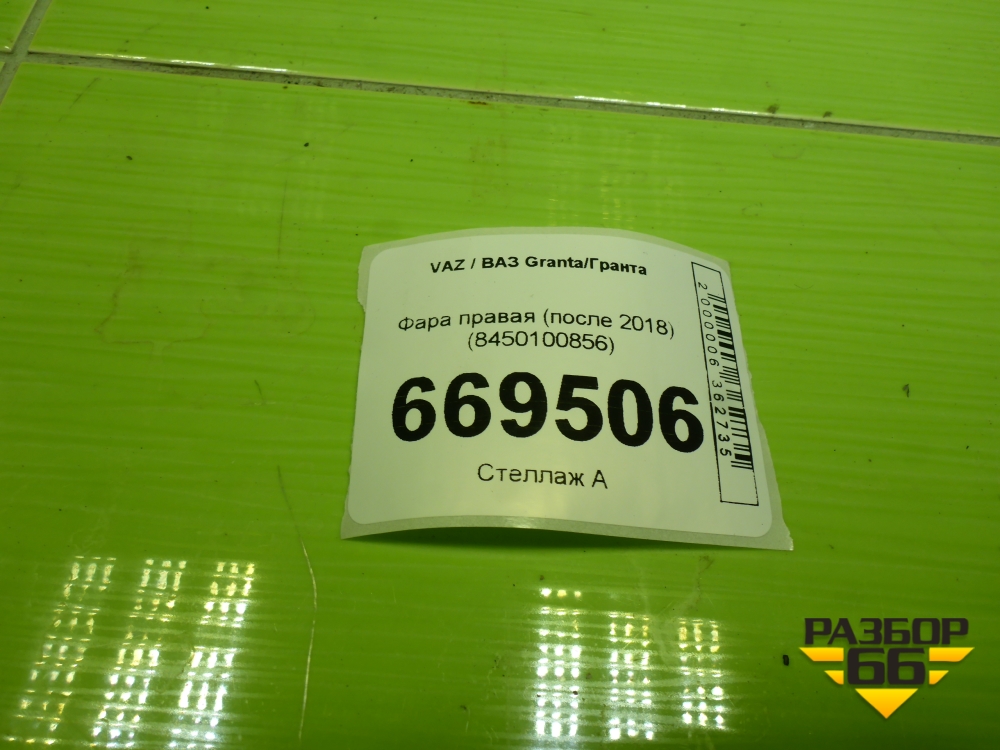 VAZ / ВАЗ Granta/Гранта
Фара правая (после 2018)
(8450100856)
669506
Стеллаж А
2000006362735
РАЗБОР
66